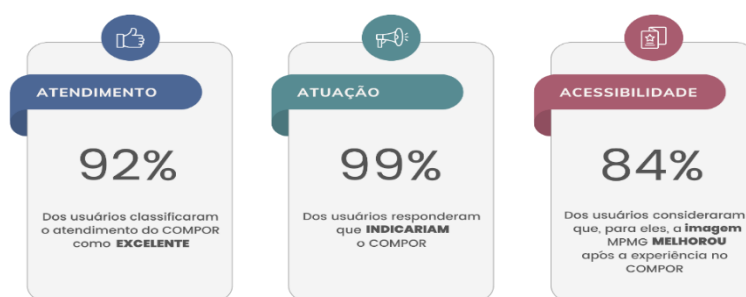 ATENDIMENTO
92%
Dos usuários classificaram
o atendimento do COMPOR
como EXCELENTE
ATUAÇÃO
99%
Dos usuários responderam
que INDICARIAM
o COMPOR
ACESSIBILIDADE
84%
Dos usuários consideraram
que, para eles, a imagem
MPMG MELHOROU
após a experiência no
COMPOR